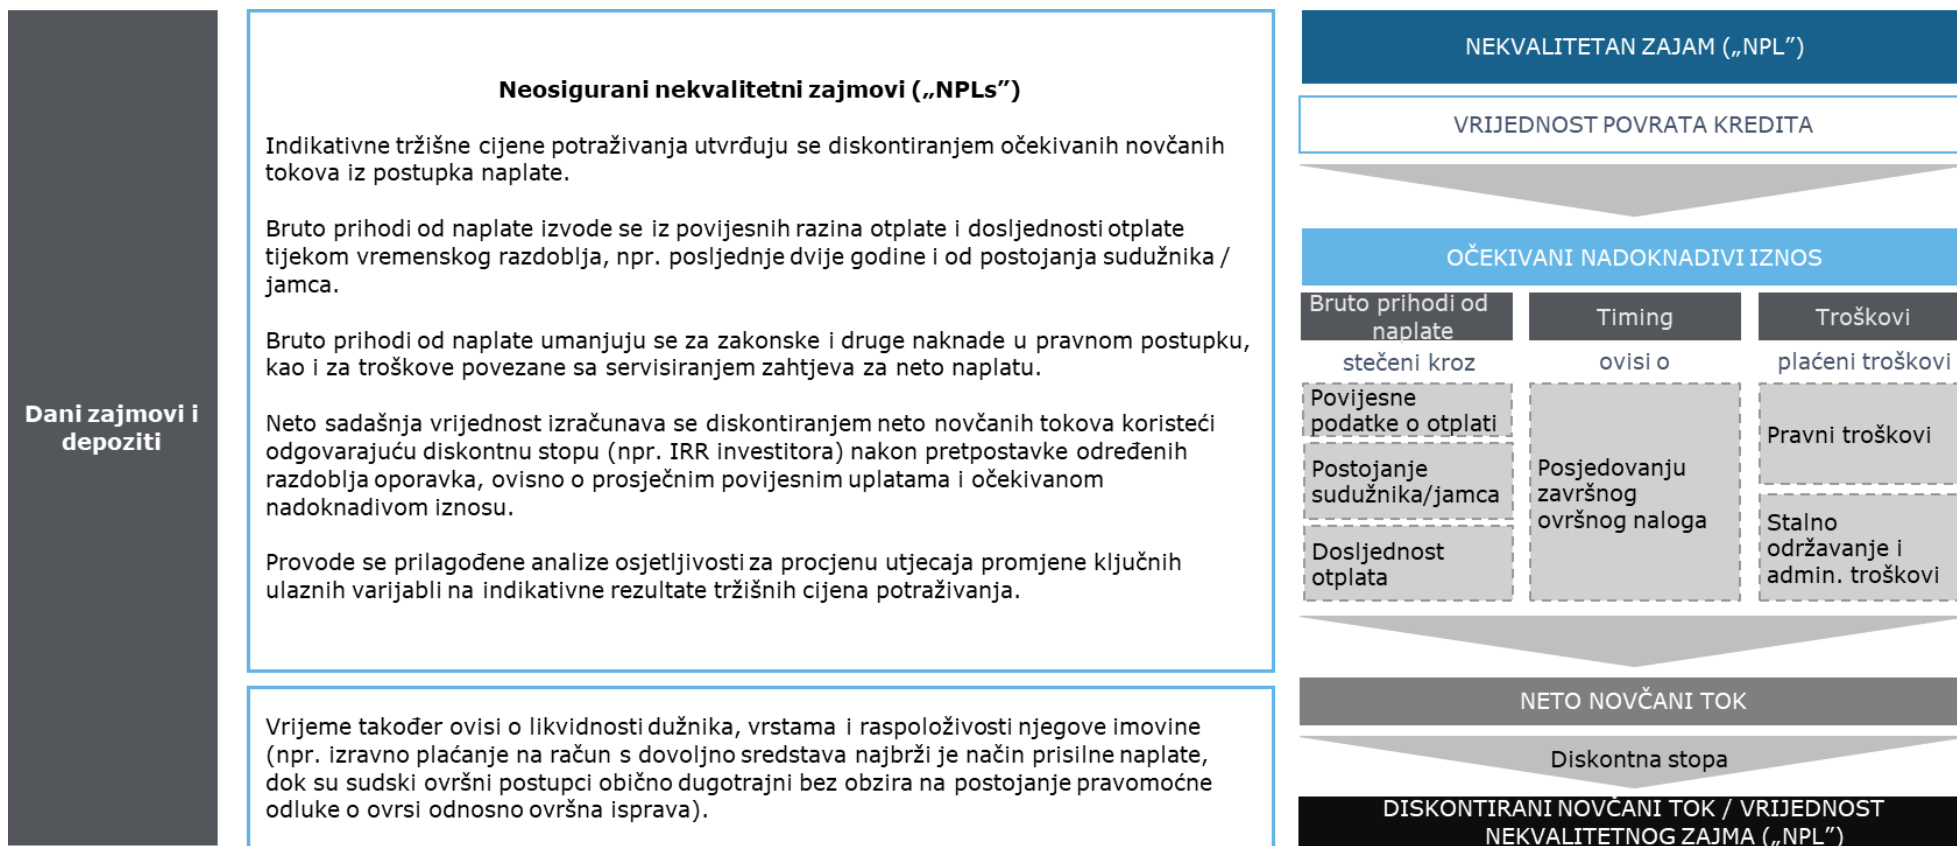 Dani zajmovi i
depoziti
Neosigurani nekvalitetni zajmovi („NPLs”)
Indikativne tržišne cijene potraživanja utvrđuju se diskontiranjem očekivanih novčanih
tokova iz postupka naplate.
Bruto prihodi od naplate izvode se iz povijesnih razina otplate i dosljednosti otplate
tijekom vremenskog razdoblja, npr. posljednje dvije godine i od postojanja sudužnika /
jamca.
Bruto prihodi od naplate umanjuju se za zakonske i druge naknade u pravnom postupku,
kao i za troškove povezane sa servisiranjem zahtjeva za neto naplatu.
Neto sadašnja vrijednost izračunava se diskontiranjem neto novčanih tokova koristeći
odgovarajuću diskontnu stopu (npr. IRR investitora) nakon pretpostavke određenih
razdoblja oporavka, ovisno o prosječnim povijesnim uplatama i očekivanom
nadoknadivom iznosu.
Provode se prilagođene analize osjetljivosti za procjenu utjecaja promjene ključnih
ulaznih varijabli na indikativne rezultate tržišnih cijena potraživanja.
Vrijeme također ovisi o likvidnosti dužnika, vrstama i raspoloživosti njegove imovine
(npr. izravno plaćanje na račun s dovoljno sredstava najbrži je način prisilne naplate,
dok su sudski ovršni postupci obično dugotrajni bez obzira na postojanje pravomoćne
odluke o ovrsi odnosno ovršna isprava).
NEKVALITETAN ZAJAM („NPL”)
VRIJEDNOST POVRATA KREDITA
OČEKIVANI NADOKNADIVI IZNOS
Bruto prihodi od
naplate
stečeni kroz
Povijesne
podatke o otplati
Postojanje
sudužnika/jamca
Dosljednost
otplata
Timing
ovisi o
Posjedovanju
završnog
ovršnog naloga
Troškovi
plaćeni troškovi
Pravni troškovi
Stalno
održavanje i
admin. troškovi
NETO NOVČANI TOK
Diskontna stopa
DISKONTIRANI NOVČANI TOK / VRIJEDNOST
NEKVALITETNOG ZAJMA („NPL”)